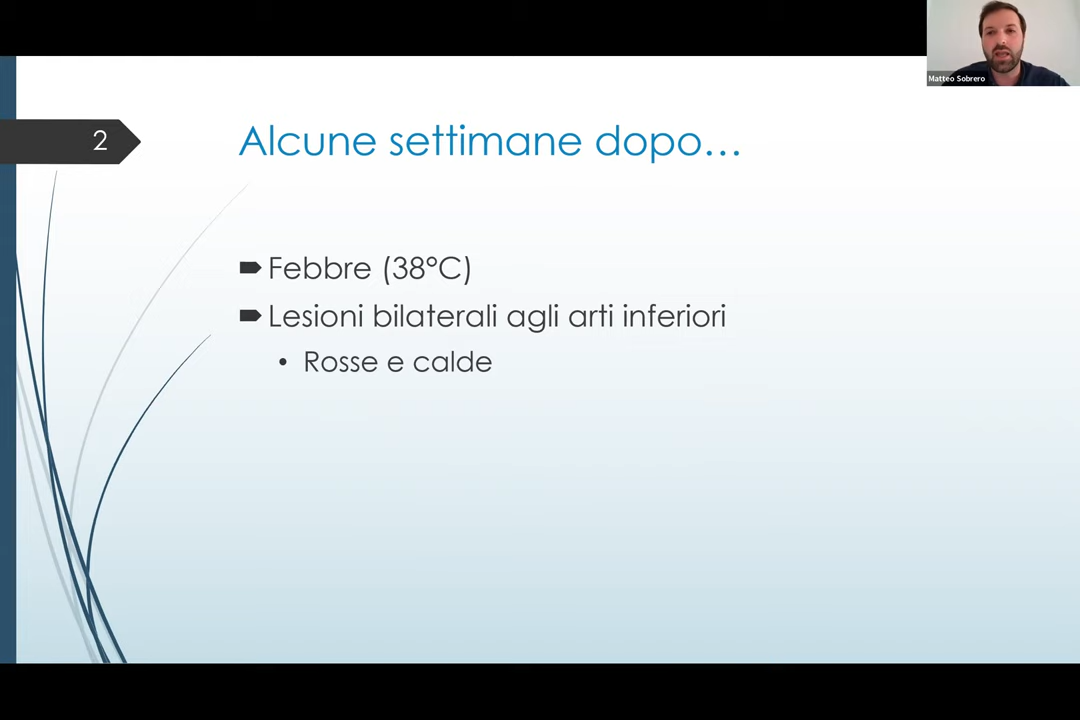 Matteo Sobrero
2
Alcune settimane dopo…
Febbre (38°C)
Lesioni bilaterali agli arti inferiori
• Rosse e calde